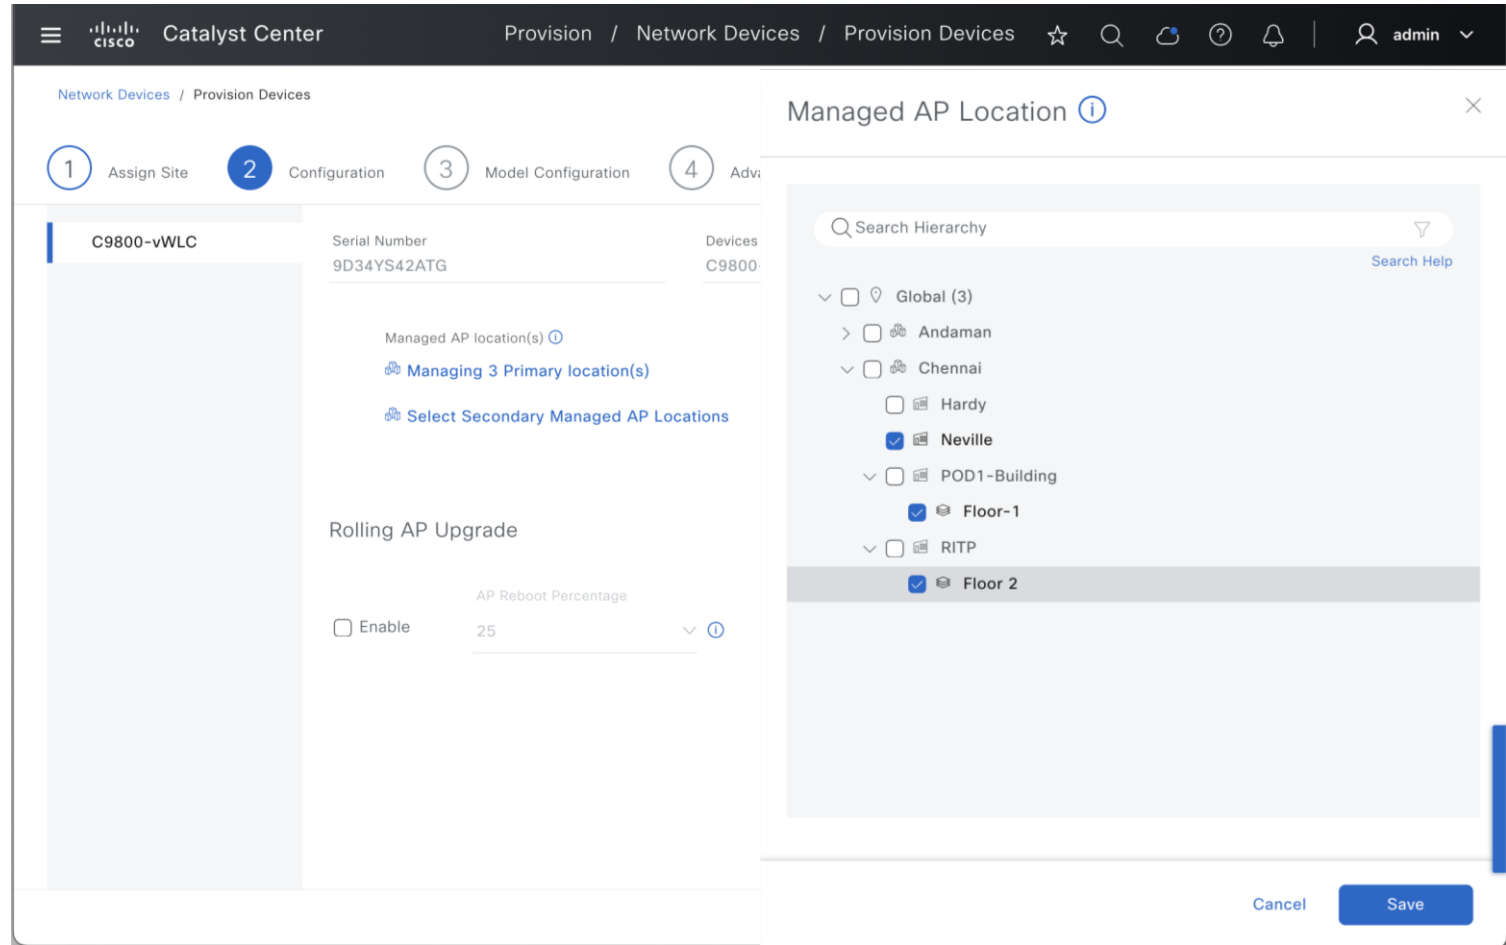 cisco Catalyst Center
Provision / Network Devices / Provision Devices
admin
Network Devices / Provision Devices
1 Assign Site
2 Configuration
3 Model Configuration
4 Adva
C9800-vWLC
Serial Number
9D34YS42ATG
Devices
C9800-
Managed AP location(s)
Managing 3 Primary location(s)
Select Secondary Managed AP Locations
Rolling AP Upgrade
AP Reboot Percentage
Enable
25
Managed AP Location
Search Hierarchy
Search Help
Global (3)
Andaman
Chennai
Hardy
Neville
POD1-Building
Floor-1
RITP
Floor 2
Cancel
Save